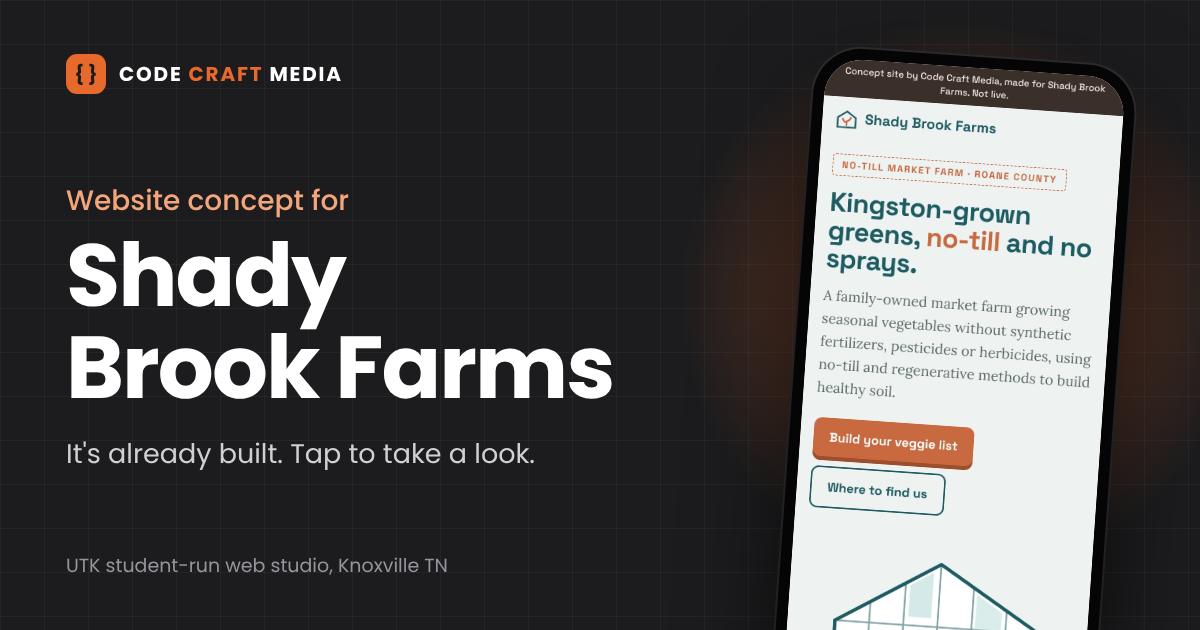 { } CODE CRAFT MEDIA
Website concept for
Shady
Brook Farms
It's already built. Tap to take a look.
UTK student-run web studio, Knoxville TN
Concept site by Code Craft Media, made for Shady Brook
Farms. Not live.
Shady Brook Farms
NO-TILL MARKET FARM · ROANE COUNTY
Kingston-grown
greens, no-till and no
sprays.
A family-owned market farm growing
seasonal vegetables without synthetic
fertilizers, pesticides or herbicides, using
no-till and regenerative methods to build
healthy soil.
Build your veggie list
Where to find us